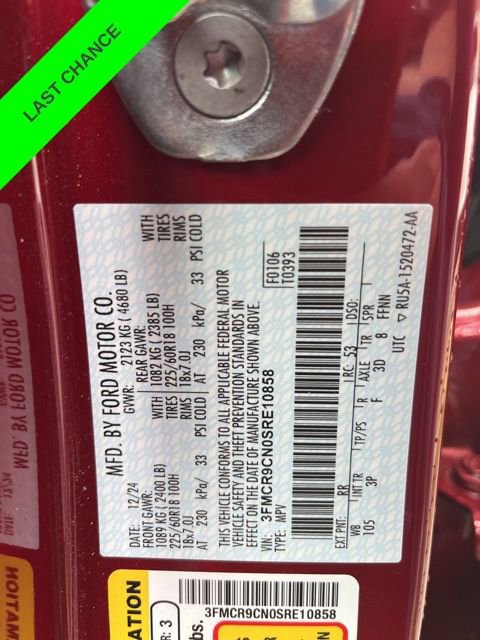 LAST CHANCE
MFD. BY FORD MOTOR CO.
DATE: 12/24
GVWR: 2123 KG ( 4680 LB)
FRONT GAWR:
REAR GAWR:
1089 KG ( 2400 LB)
1082 KG ( 2385 LB)
WITH
225/60R18 100H
TIRES
225/60R18 100H
TIRES
18x7.0J
RIMS
18x7.0J
RIMS
AT 230 kPa/ 33 PSI COLD
AT 230 kPa/ 33 PSI COLD
WITH
THIS VEHICLE CONFORMS TO ALL APPLICABLE FEDERAL MOTOR
VEHICLE SAFETY AND THEFT PREVENTION STANDARDS IN
EFFECT ON THE DATE OF MANUFACTURE SHOWN ABOVE.
VIN: 3FMCR9CN0SRE10858
TYPE: MPV
F0106
T0393
EXT PNT: RR
RC: 53
DSO:
WB
INT TR
TP/PS
R
AXLE
TR
SPR
105
3P
F
3D
8
FFNN
UTC
▽ RU5A-1520472-AA
3FMCR9CN0SRE10858
MFD. BY FORD MOTOR CO
R: 3
bs.